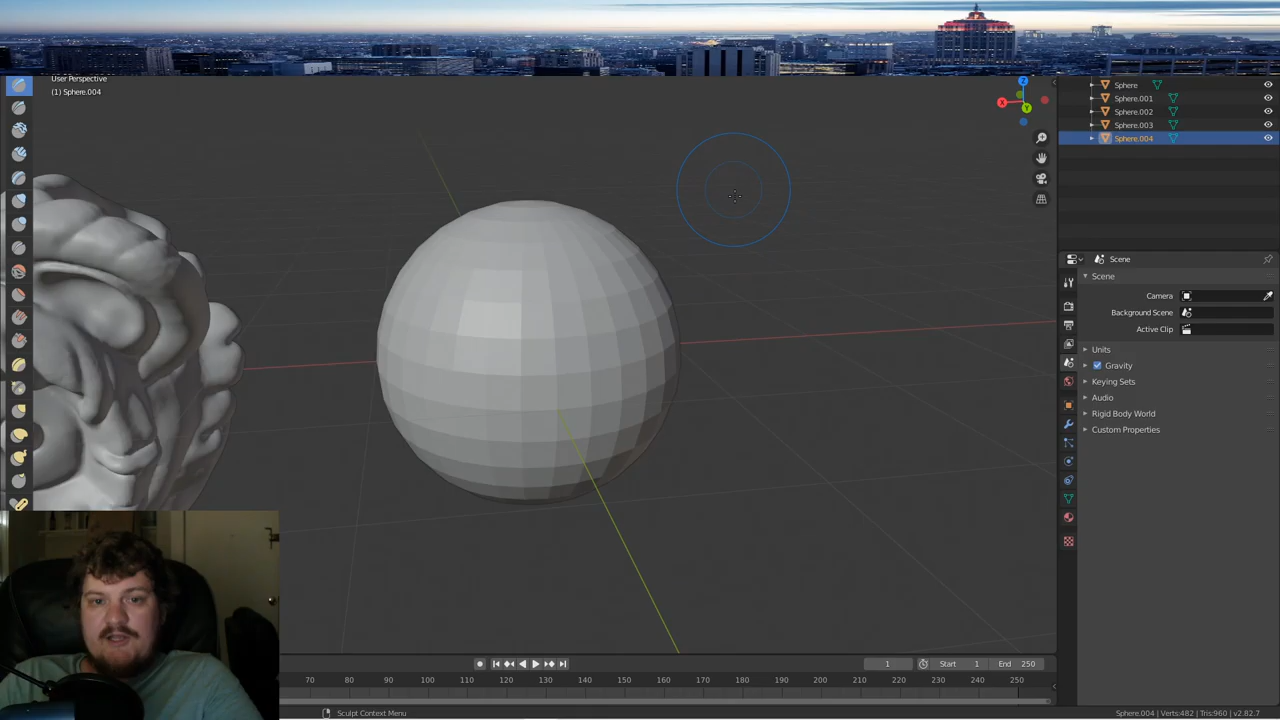 User Perspective
(1) Sphere.004
X
Y
Z
Sphere
Sphere.001
Sphere.002
Sphere.003
Sphere.004
Scene
Scene
Camera
Background Scene
Active Clip
Units
Gravity
Keying Sets
Audio
Rigid Body World
Custom Properties
1 Start 1 End 250
70 80 90 100 110 120 130 140 150 160 170 180 190 200 210 220 230 240 250
Sculpt Context Menu
Sphere.004 | Verts:482 | Tris:960 | v2.82.7